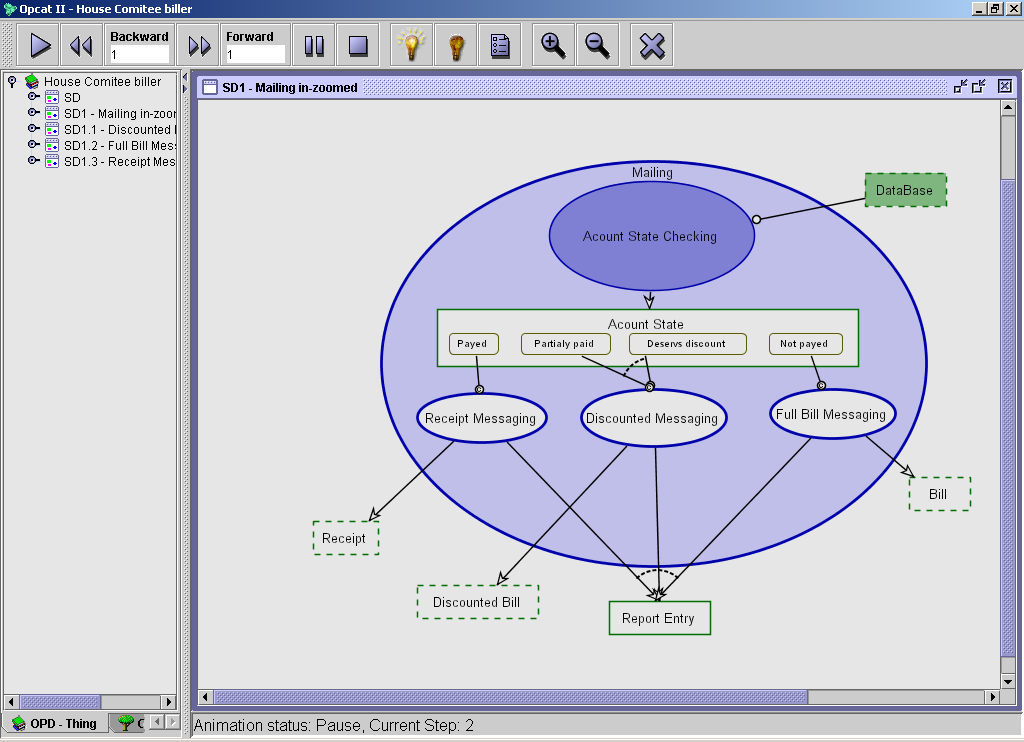 Opcat II - House Comitee biller
Backward
1
Forward
1
House Comitee biller
SD
SD1 - Mailing in-zoor
SD1.1 - Discounted
SD1.2 - Full Bill Mess
SD1.3 - Receipt Mes
SD1 - Mailing in-zoomed
Mailing
DataBase
Acount State Checking
Acount State
Payed
Partialy paid
Deservs discount
Not payed
Receipt Messaging
Discounted Messaging
Full Bill Messaging
Bill
Receipt
Discounted Bill
Report Entry
OPD - Thing
Animation status: Pause, Current Step: 2